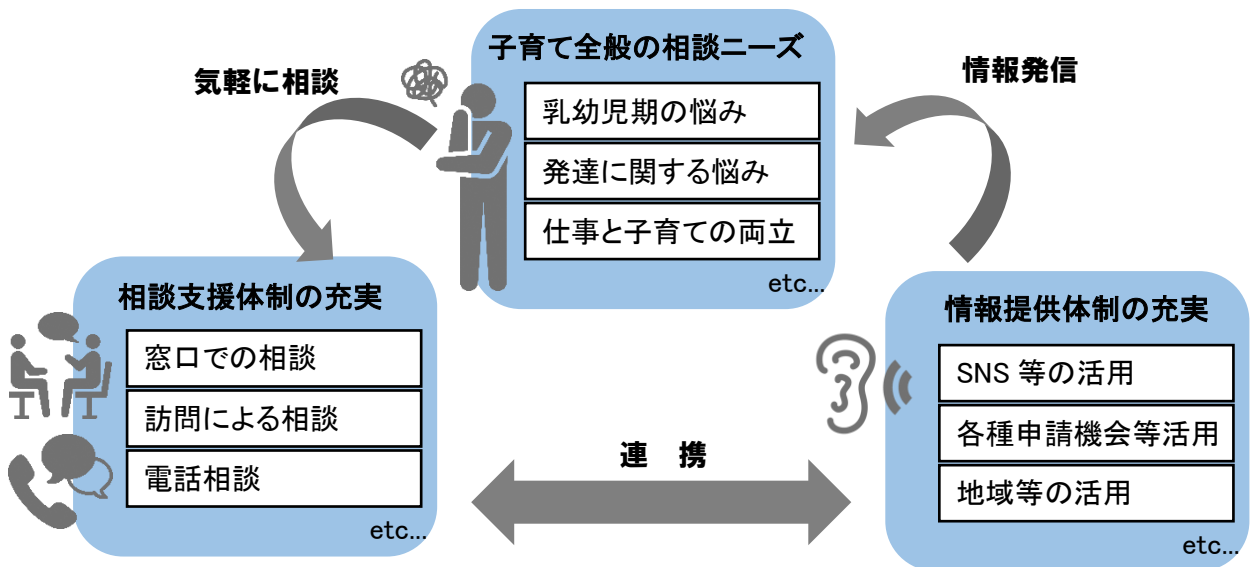 子育て全般の相談ニーズ
気軽に相談
情報発信
乳幼児期の悩み
発達に関する悩み
仕事と子育ての両立
etc...
相談支援体制の充実
窓口での相談
訪問による相談
電話相談
etc...
連　携
情報提供体制の充実
SNS 等の活用
各種申請機会等活用
地域等の活用
etc...